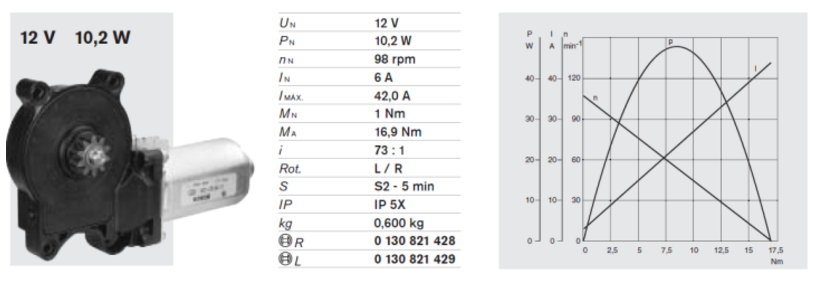 12 V 10,2 W
UN 12 V
PN 10,2 W
nN 98 rpm
IN 6 A
IMÁX. 42,0 A
MN 1 Nm
MA 16,9 Nm
i 73 : 1
Rot. L / R
S S2 - 5 min
IP IP 5X
kg 0,600 kg
R 0 130 821 428
L 0 130 821 429
P I n
W A min-1
P
I
40 40 120
n
30 30 90
20 20 60
10 10 30
0 0 0
0 2,5 5 7,5 10 12,5 15 17,5
Nm